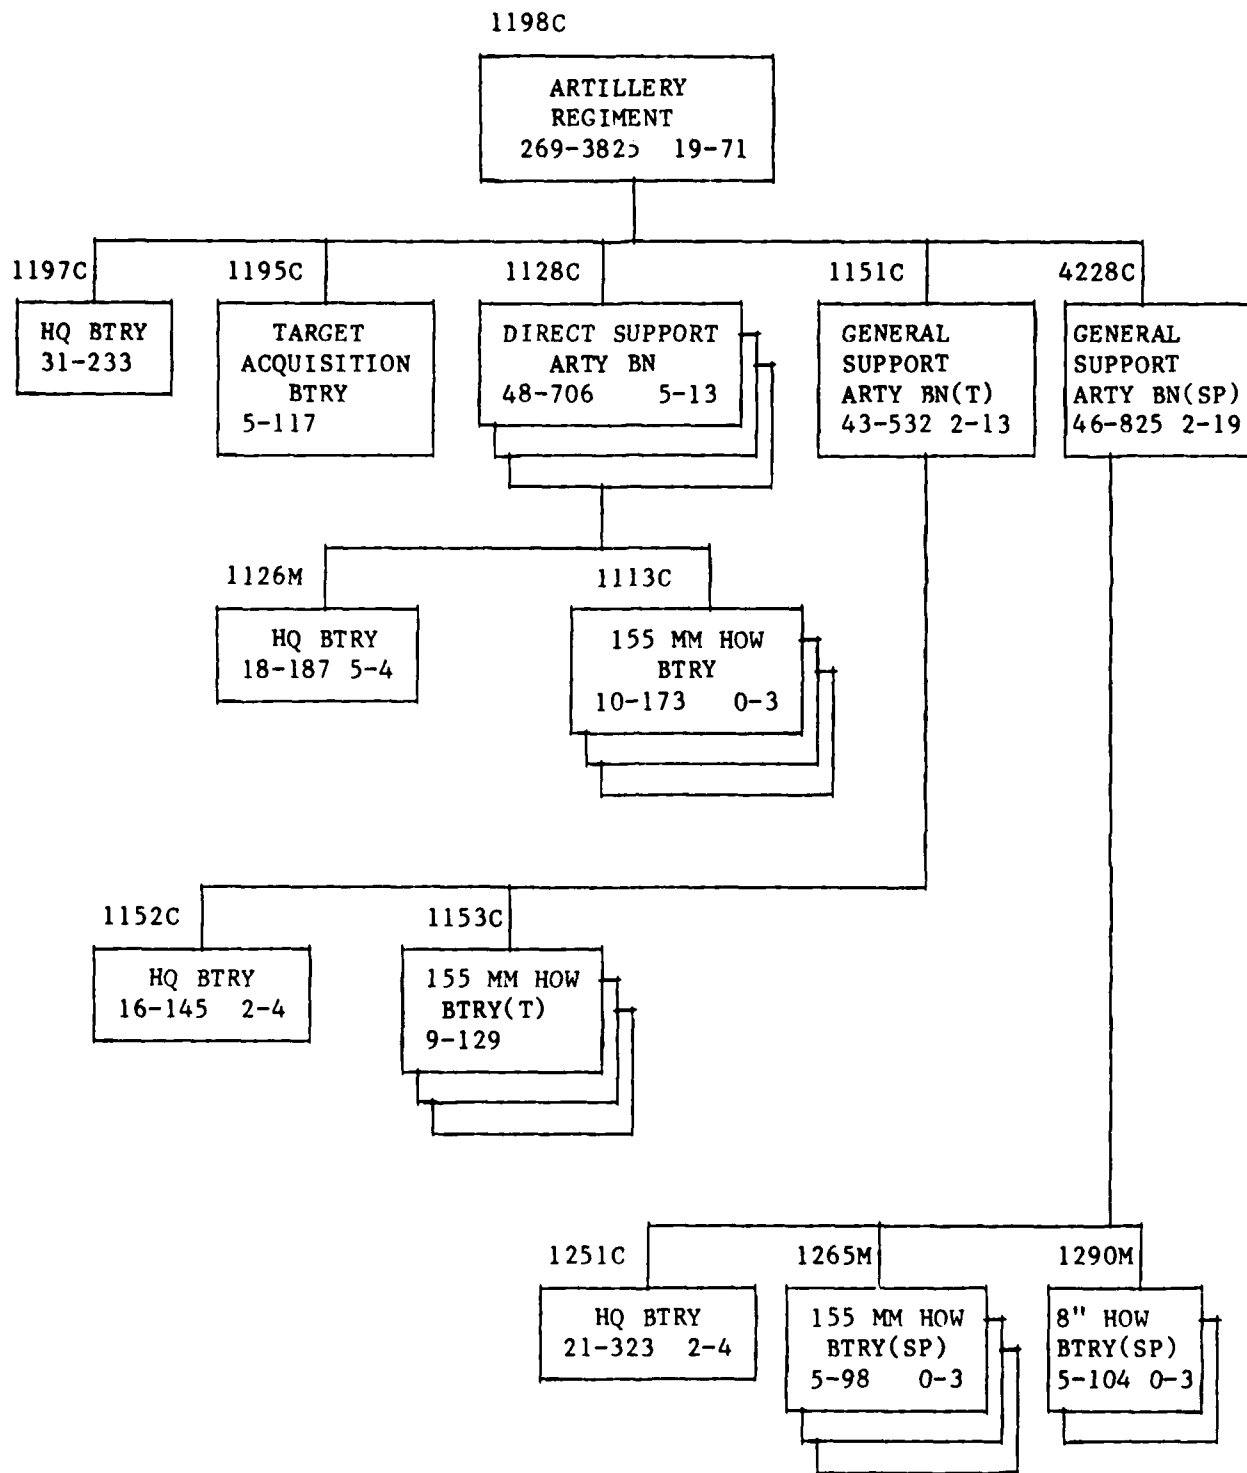 1198C
ARTILLERY
REGIMENT
269-3825 19-71
1197C
HQ BTRY
31-233
1195C
TARGET
ACQUISITION
BTRY
5-117
1128C
DIRECT SUPPORT
ARTY BN
48-706 5-13
1151C
GENERAL
SUPPORT
ARTY BN(T)
43-532 2-13
4228C
GENERAL
SUPPORT
ARTY BN(SP)
46-825 2-19
1126M
HQ BTRY
18-187 5-4
1113C
155 MM HOW
BTRY
10-173 0-3
1152C
HQ BTRY
16-145 2-4
1153C
155 MM HOW
BTRY(T)
9-129
1251C
HQ BTRY
21-323 2-4
1265M
155 MM HOW
BTRY(SP)
5-98 0-3
1290M
8" HOW
BTRY(SP)
5-104 0-3